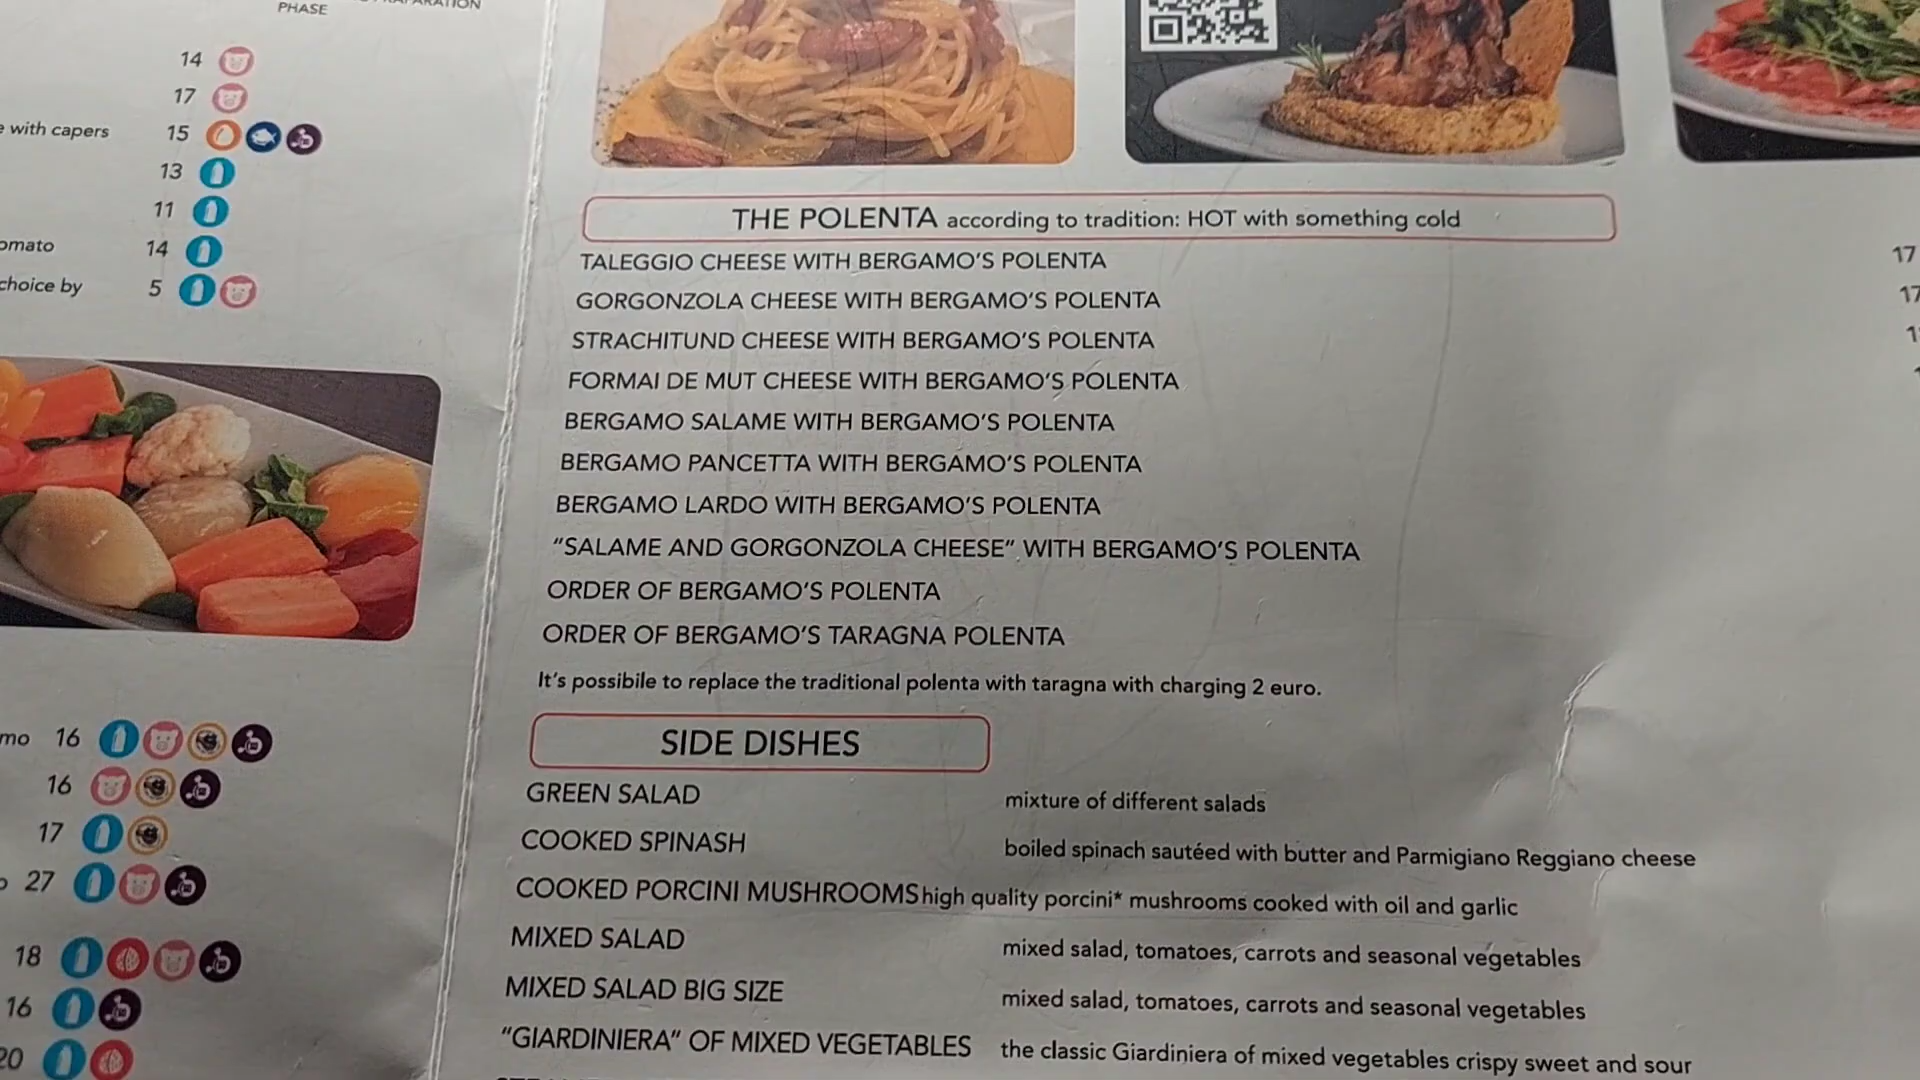 PHASE
14
17
with capers 15
13
11
14
choice by 5
16
16
17
27
18
16
THE POLENTA according to tradition: HOT with something cold
TALEGGIO CHEESE WITH BERGAMO'S POLENTA
GORGONZOLA CHEESE WITH BERGAMO'S POLENTA
STRACHITUND CHEESE WITH BERGAMO'S POLENTA
FORMAI DE MUT CHEESE WITH BERGAMO'S POLENTA
BERGAMO SALAME WITH BERGAMO'S POLENTA
BERGAMO PANCETTA WITH BERGAMO'S POLENTA
BERGAMO LARDO WITH BERGAMO'S POLENTA
"SALAME AND GORGONZOLA CHEESE" WITH BERGAMO'S POLENTA
ORDER OF BERGAMO'S POLENTA
ORDER OF BERGAMO'S TARAGNA POLENTA
It's possibile to replace the traditional polenta with taragna with charging 2 euro.
SIDE DISHES
GREEN SALAD mixture of different salads
COOKED SPINASH boiled spinach sautéed with butter and Parmigiano Reggiano cheese
COOKED PORCINI MUSHROOMS high quality porcini* mushrooms cooked with oil and garlic
MIXED SALAD mixed salad, tomatoes, carrots and seasonal vegetables
MIXED SALAD BIG SIZE mixed salad, tomatoes, carrots and seasonal vegetables
"GIARDINIERA" OF MIXED VEGETABLES the classic Giardiniera of mixed vegetables crispy sweet and sour
17